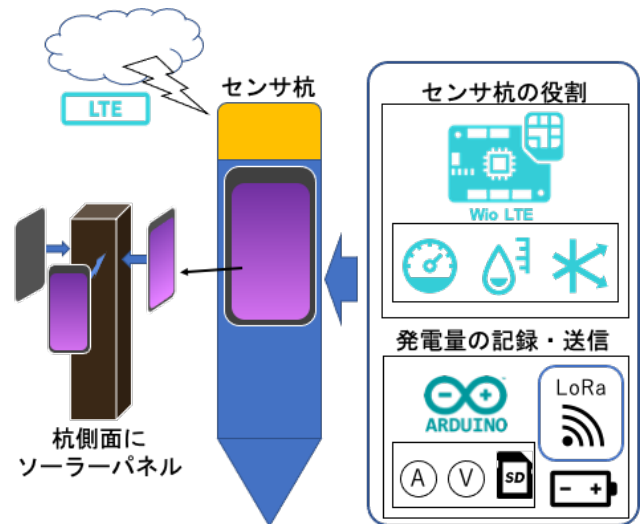 LTE
センサ杭
センサ杭の役割
Wio LTE
発電量の記録・送信
ARDUINO
LoRa
A
V
SD
杭側面に
ソーラーパネル